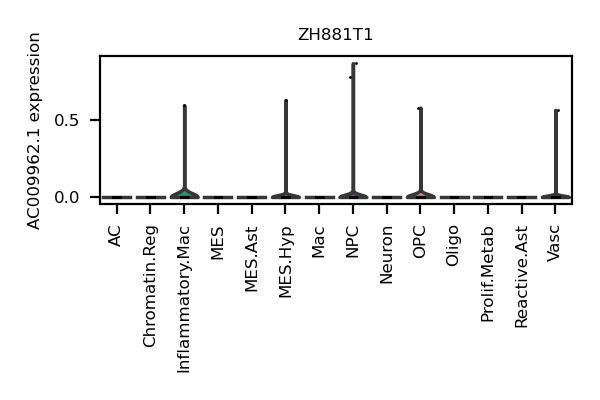 ZH881T1
AC009962.1 expression
0.5
0.0
AC
Chromatin.Reg
Inflammatory.Mac
MES
MES.Ast
MES.Hyp
Mac
NPC
Neuron
OPC
Oligo
Prolif.Metab
Reactive.Ast
Vasc